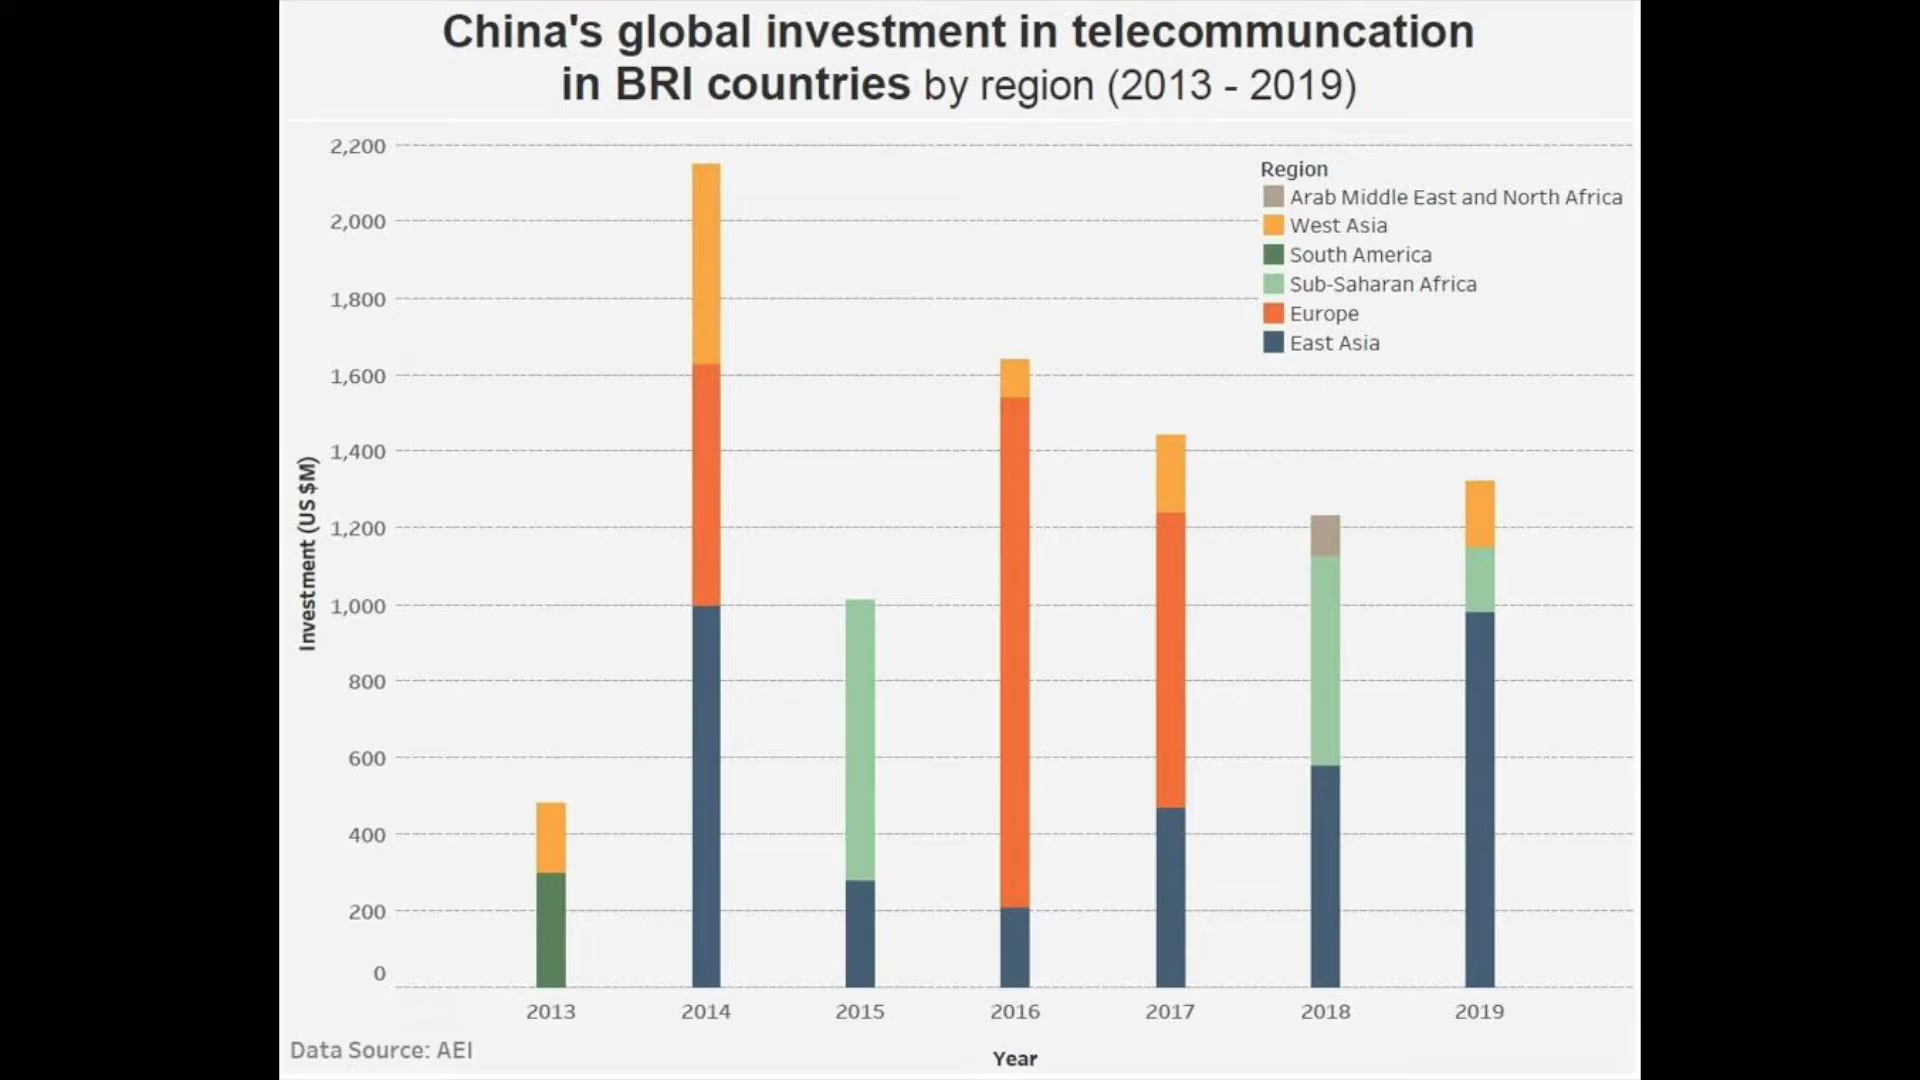 China's global investment in telecommuncation
in BRI countries by region (2013 - 2019)
2,200
2,000
1,800
1,600
1,400
1,200
1,000
800
600
400
200
0
Investment (US $M)
Region
Arab Middle East and North Africa
West Asia
South America
Sub-Saharan Africa
Europe
East Asia
2013 2014 2015 2016 2017 2018 2019
Year
Data Source: AEI